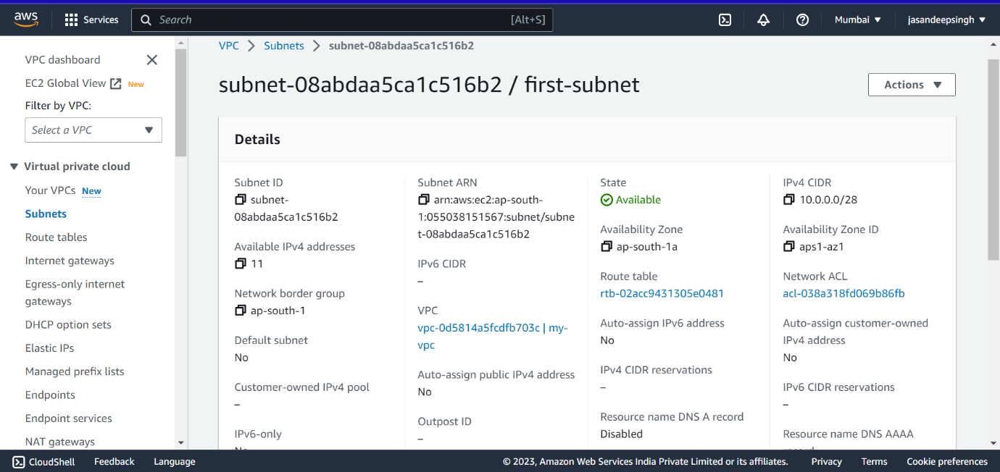 aws
Services
Search
[Alt+S]
Mumbai
jasandeepsingh
VPC dashboard
EC2 Global View New
Filter by VPC:
Select a VPC
Virtual private cloud
Your VPCs New
Subnets
Route tables
Internet gateways
Egress-only internet
gateways
DHCP option sets
Elastic IPs
Managed prefix lists
Endpoints
Endpoint services
NAT gateways
VPC > Subnets > subnet-08abdaa5ca1c516b2
subnet-08abdaa5ca1c516b2 / first-subnet
Actions
Details
Subnet ID
subnet-
08abdaa5ca1c516b2
Available IPv4 addresses
11
Network border group
ap-south-1
Default subnet
No
Customer-owned IPv4 pool
–
IPv6-only
No
Subnet ARN
arn:aws:ec2:ap-south-
1:055038151567:subnet/subne
t-08abdaa5ca1c516b2
IPv6 CIDR
–
VPC
vpc-0d5814a5fcdfb703c | my-
vpc
Auto-assign public IPv4 address
No
Outpost ID
–
State
Available
Availability Zone
ap-south-1a
Route table
rtb-02acc9431305e0481
Auto-assign IPv6 address
No
IPv4 CIDR reservations
–
Resource name DNS A record
Disabled
IPv4 CIDR
10.0.0.0/28
Availability Zone ID
aps1-az1
Network ACL
acl-038a318fd069b86fb
Auto-assign customer-owned
IPv4 address
No
IPv6 CIDR reservations
–
Resource name DNS AAAA
record
CloudShell
Feedback
Language
© 2023, Amazon Web Services India Private Limited or its affiliates.
Privacy
Terms
Cookie preferences